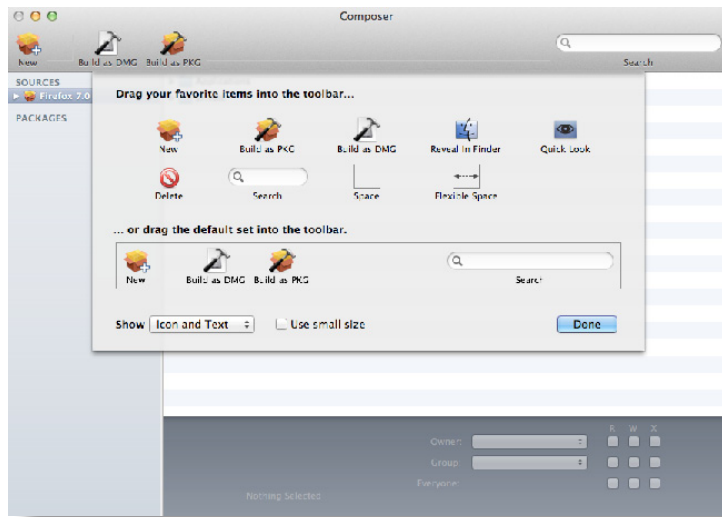 Composer
New Build as DMG Build as PKG Search
SOURCES
Firefox 7.0
PACKAGES
Drag your favorite items into the toolbar...
New Build as PKG Build as DMG Reveal In Finder Quick Look
Delete Search Space Flexible Space
... or drag the default set into the toolbar.
New Build as DMG Build as PKG Search
Show Icon and Text Use small size Done
R W X
Owner:
Group:
Everyone:
Nothing Selected